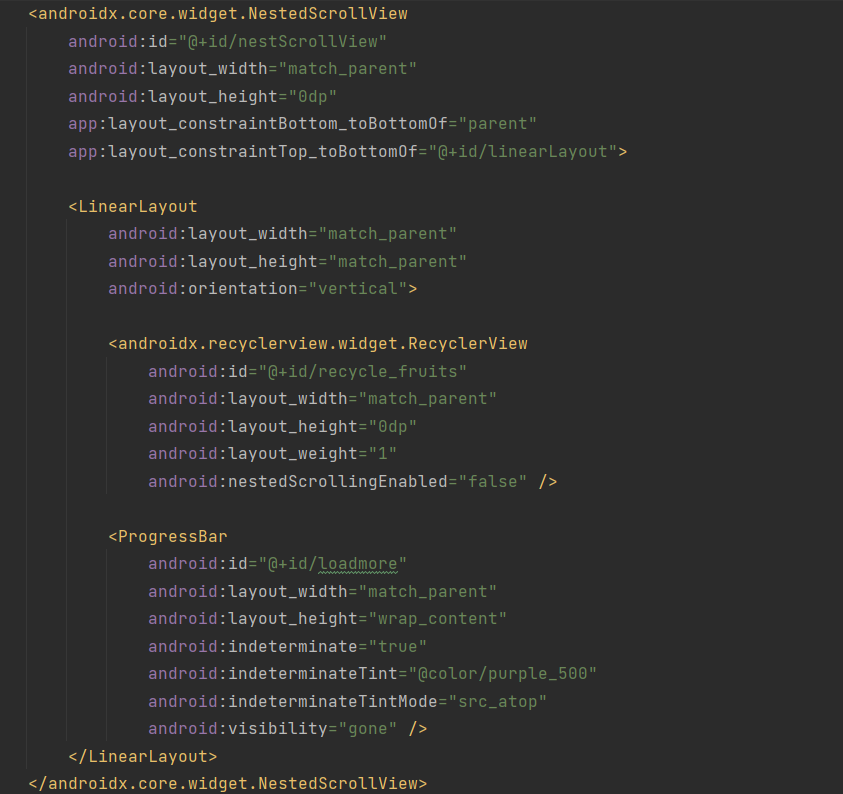 <androidx.core.widget.NestedScrollView
android:id="@+id/nestScrollView"
android:layout_width="match_parent"
android:layout_height="0dp"
app:layout_constraintBottom_toBottomOf="parent"
app:layout_constraintTop_toBottomOf="@+id/linearLayout">
<LinearLayout
android:layout_width="match_parent"
android:layout_height="match_parent"
android:orientation="vertical">
<androidx.recyclerview.widget.RecyclerView
android:id="@+id/recycle_fruits"
android:layout_width="match_parent"
android:layout_height="0dp"
android:layout_weight="1"
android:nestedScrollingEnabled="false" />
<ProgressBar
android:id="@+id/loadmore"
android:layout_width="match_parent"
android:layout_height="wrap_content"
android:indeterminate="true"
android:indeterminateTint="@color/purple_500"
android:indeterminateTintMode="src_atop"
android:visibility="gone" />
</LinearLayout>
</androidx.core.widget.NestedScrollView>